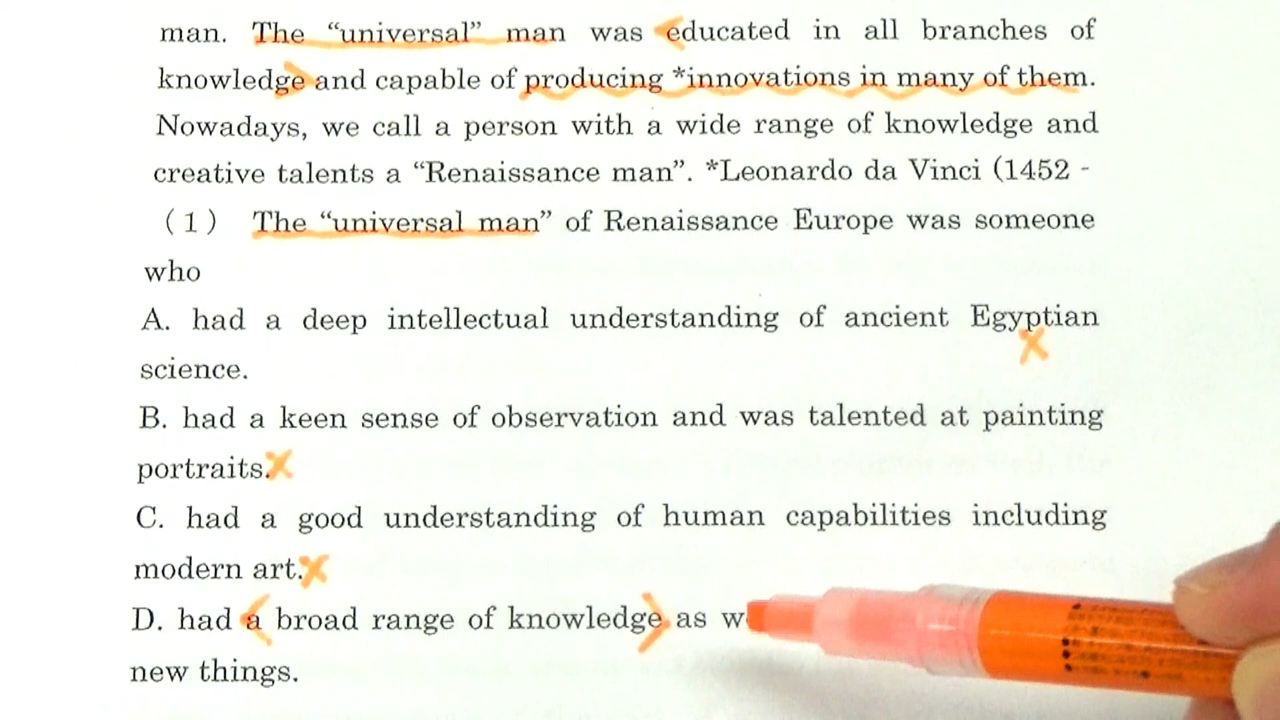 man. The “universal” man was educated in all branches of
knowledge and capable of producing *innovations in many of them.
Nowadays, we call a person with a wide range of knowledge and
creative talents a “Renaissance man”. *Leonardo da Vinci (1452 -
(1) The “universal man” of Renaissance Europe was someone
who
A. had a deep intellectual understanding of ancient Egyptian
science.
B. had a keen sense of observation and was talented at painting
portraits.
C. had a good understanding of human capabilities including
modern art.
D. had a broad range of knowledge as
new things.